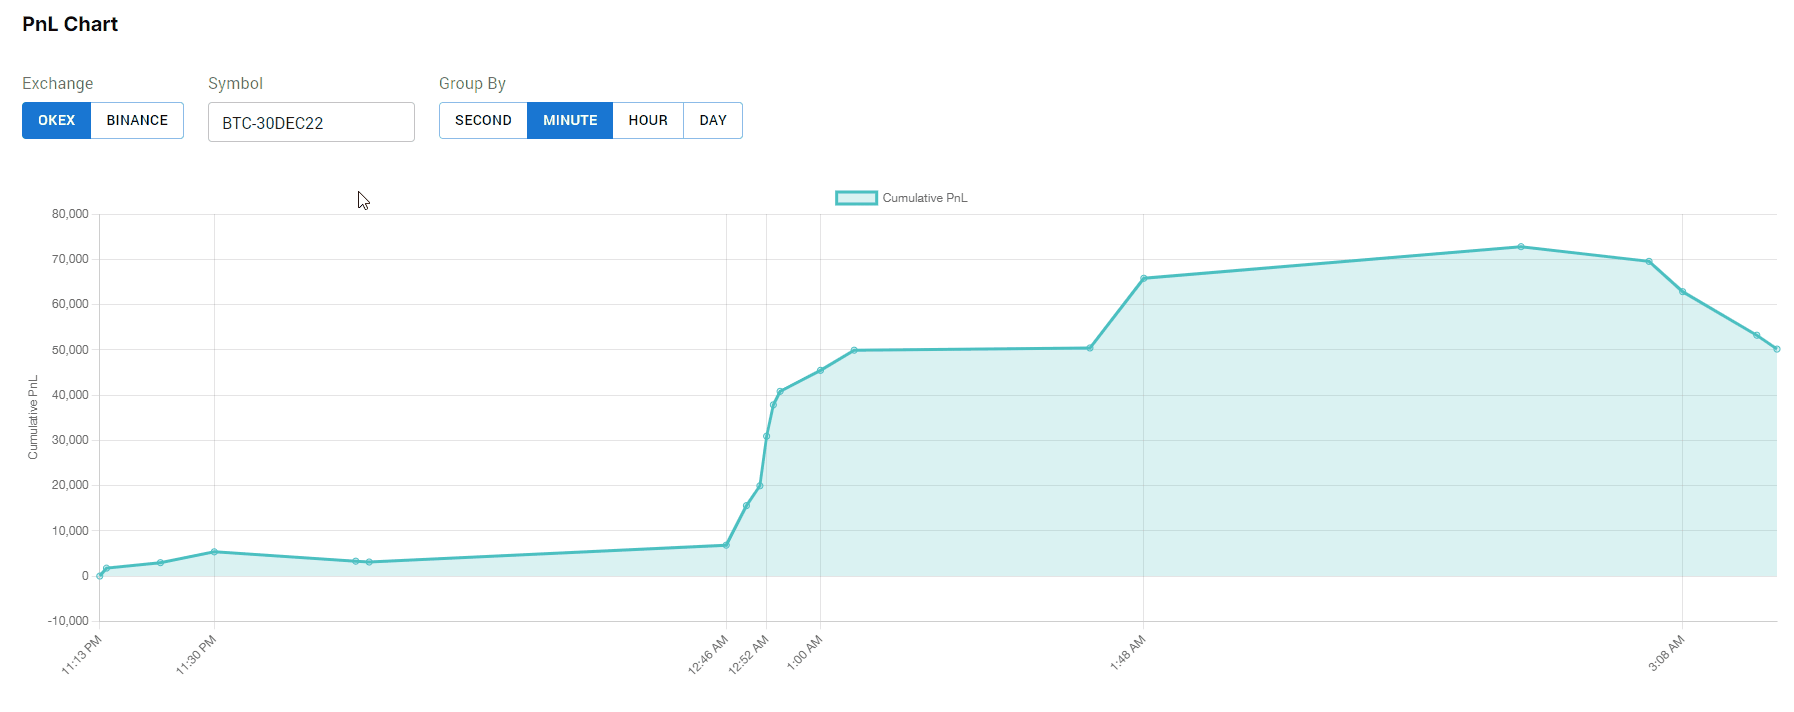 PnL Chart
Exchange
Symbol
Group By
OKEX
BINANCE
BTC-30DEC22
SECOND
MINUTE
HOUR
DAY
Cumulative PnL
80,000
70,000
60,000
50,000
40,000
30,000
20,000
10,000
0
-10,000
Cumulative PnL
11:13 PM
11:30 PM
12:46 AM
12:52 AM
1:00 AM
1:48 AM
3:08 AM